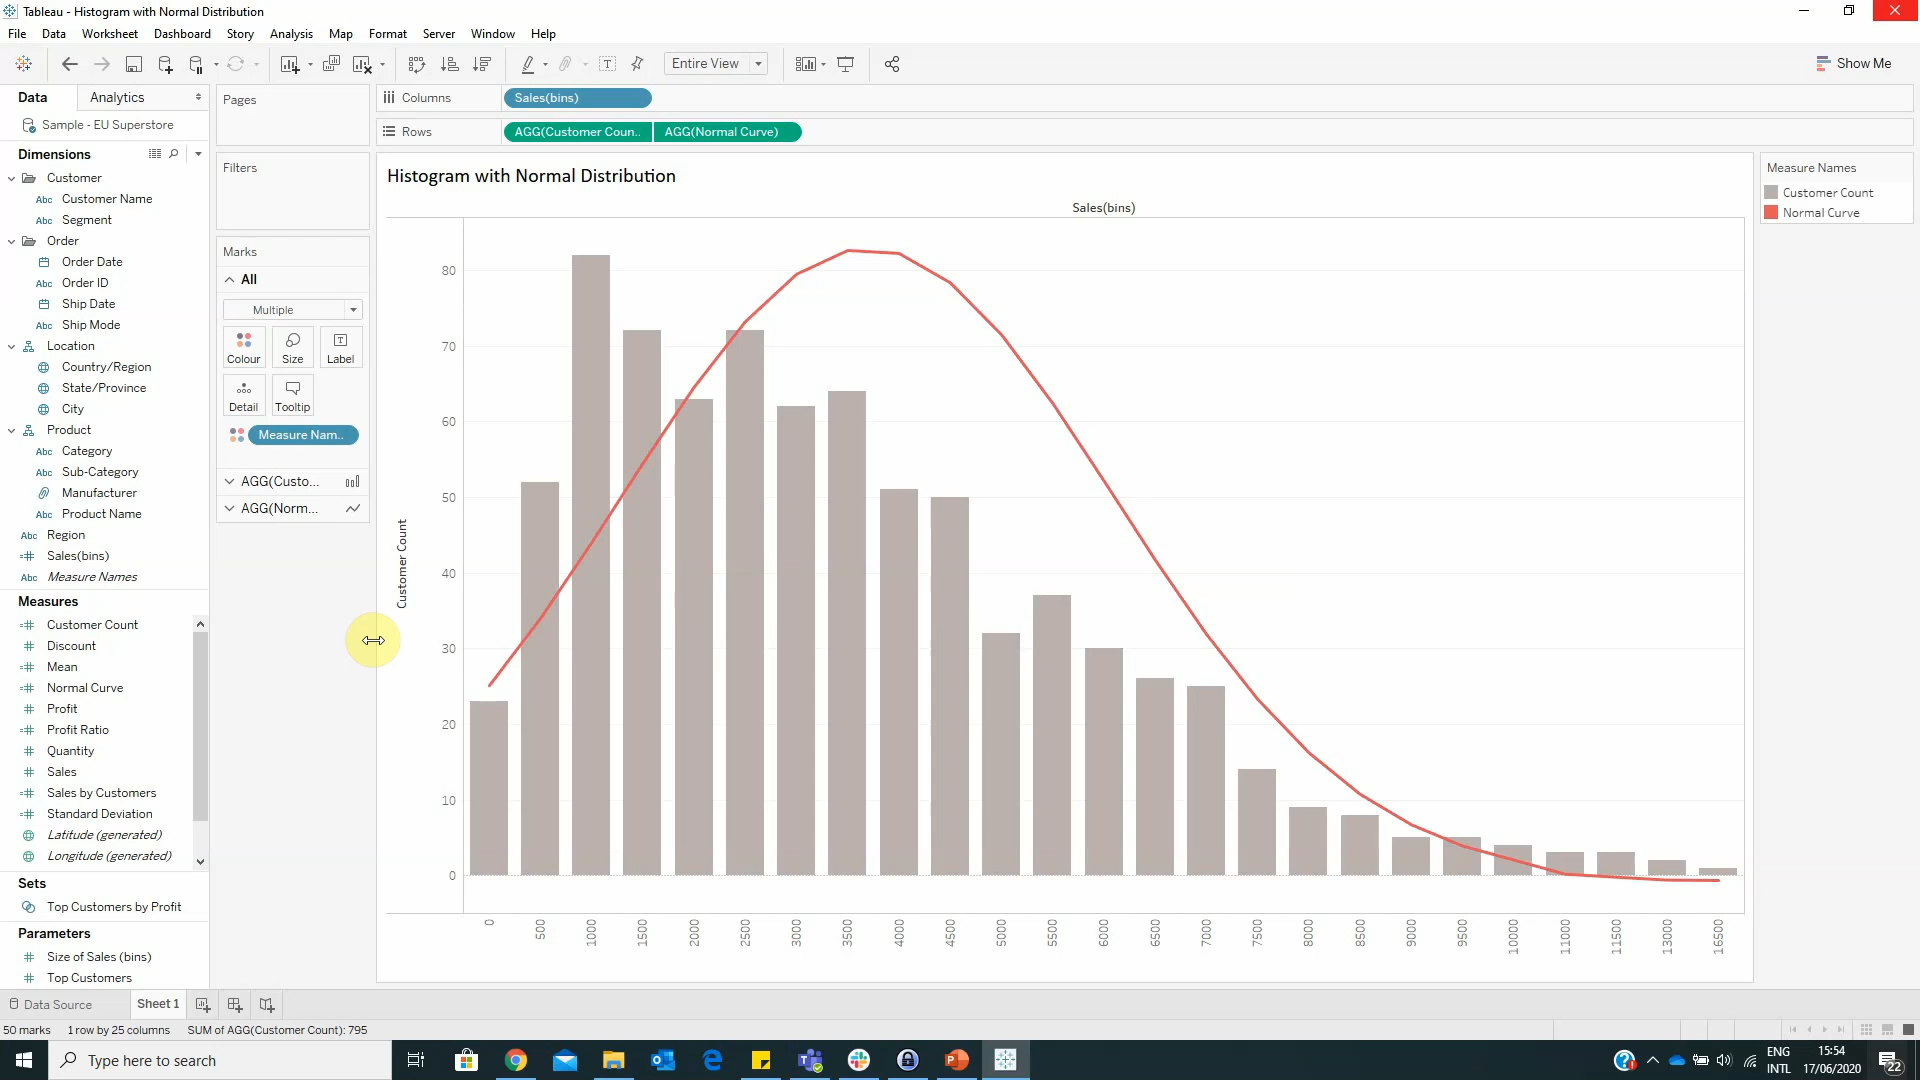 Tableau - Histogram with Normal Distribution
File Data Worksheet Dashboard Story Analysis Map Format Server Window Help
Entire View
Show Me
Data Analytics
Sample - EU Superstore
Dimensions
Customer
Abc Customer Name
Abc Segment
Order
Order Date
Abc Order ID
Ship Date
Abc Ship Mode
Location
Country/Region
State/Province
City
Product
Abc Category
Abc Sub-Category
Manufacturer
Abc Product Name
Abc Region
Sales(bins)
Abc Measure Names
Measures
Customer Count
Discount
Mean
Normal Curve
Profit
Profit Ratio
Quantity
Sales
Sales by Customers
Standard Deviation
Latitude (generated)
Longitude (generated)
Sets
Top Customers by Profit
Parameters
Size of Sales (bins)
Top Customers
Pages
Filters
Marks
All
Multiple
Colour Size Label
Detail Tooltip
Measure Nam..
AGG(Custo...
AGG(Norm...
Columns Sales(bins)
Rows AGG(Customer Coun.. AGG(Normal Curve)
Histogram with Normal Distribution
Sales(bins)
Customer Count
80
70
60
50
40
30
20
10
0
0 500 1000 1500 2000 2500 3000 3500 4000 4500 5000 5500 6000 6500 7000 7500 8000 8500 9000 9500 10000 11000 11500 13000 16500
Measure Names
Customer Count
Normal Curve
Data Source Sheet 1
50 marks 1 row by 25 columns SUM of AGG(Customer Count): 795
Type here to search
ENG
INTL
15:54
17/06/2020
22